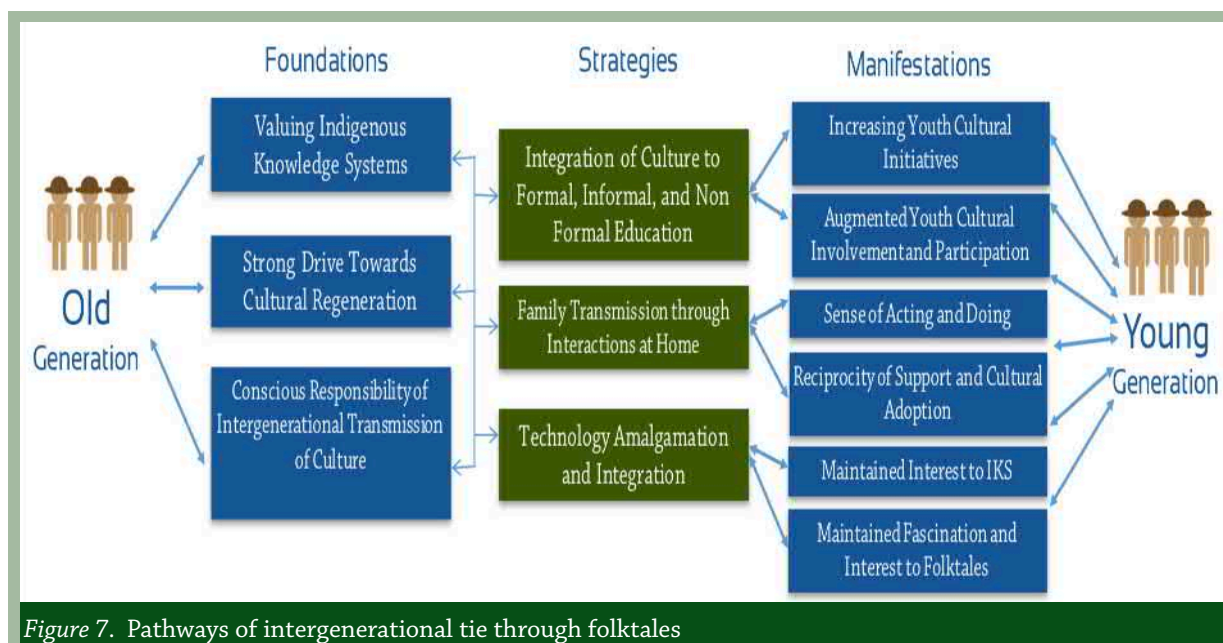 Foundations
Strategies
Manifestations
Old
Generation
Valuing Indigenous
Knowledge Systems
Strong Drive Towards
Cultural Regeneration
Conscious Responsibility of
Intergenerational Transmission
of Culture
Integration of Culture to
Formal, Informal, and Non
Formal Education
Family Transmission through
Interactions at Home
Technology Amalgamation
and Integration
Increasing Youth Cultural
Initiatives
Augmented Youth Cultural
Involvement and Participation
Sense of Acting and Doing
Reciprocity of Support and Cultural
Adoption
Maintained Interest to IKS
Maintained Fascination and
Interest to Folktales
Young
Generation
Figure 7. Pathways of intergenerational tie through folktales